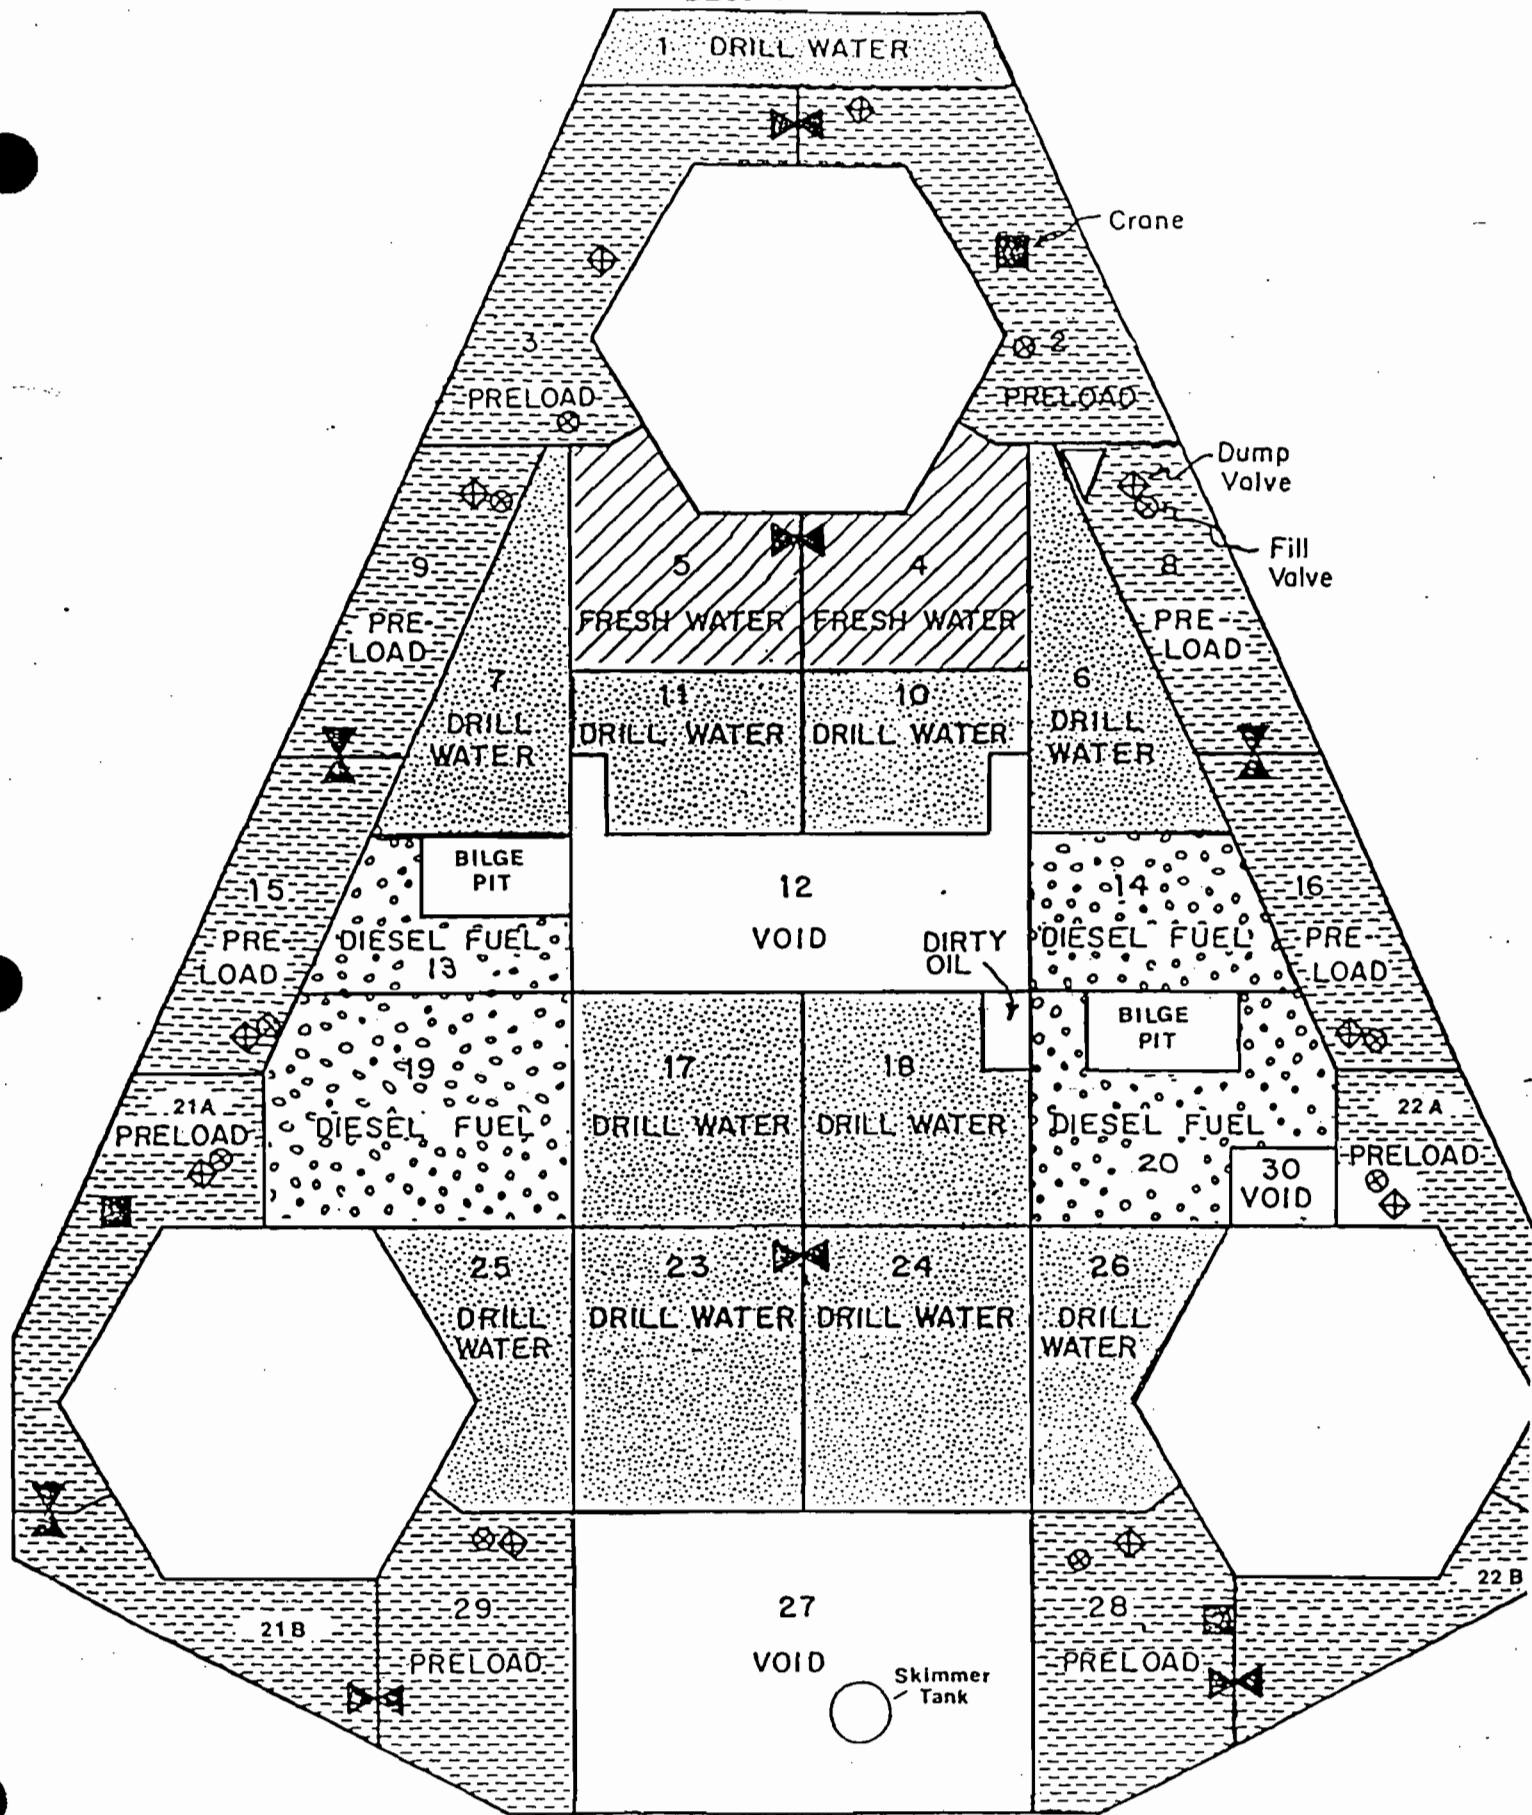 1 DRILL WATER
Crane
3
2
PRELOAD
PRELOAD
Dump
Valve
Fill
Valve
9
PRE-
LOAD
5
FRESH WATER
4
FRESH WATER
8
PRE-
LOAD
7
DRILL
WATER
11
DRILL WATER
10
DRILL WATER
6
DRILL
WATER
BILGE
PIT
15
PRE-
LOAD
DIESEL FUEL
13
12
VOID
DIRTY
OIL
14
DIESEL FUEL
16
PRE-
LOAD
BILGE
PIT
19
DIESEL FUEL
17
DRILL WATER
18
DRILL WATER
DIESEL FUEL
20
21A
PRELOAD
22A
PRELOAD
30
VOID
25
DRILL
WATER
23
DRILL WATER
24
DRILL WATER
26
DRILL
WATER
21B
29
PRELOAD
27
VOID
Skimmer
Tank
28
PRELOAD
22B